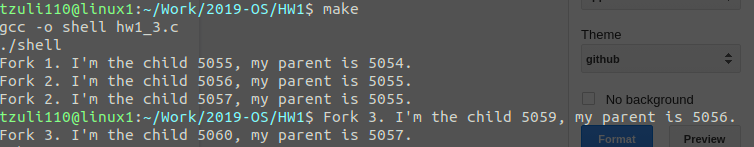 tzuli110@linux1:~/Work/2019-OS/HW1$ make
gcc -o shell hw1_3.c
./shell
Fork 1. I'm the child 5055, my parent is 5054.
Fork 2. I'm the child 5056, my parent is 5055.
Fork 2. I'm the child 5057, my parent is 5055.
tzuli110@linux1:~/Work/2019-OS/HW1$ Fork 3. I'm the child 5059, my parent is 5056.
Fork 3. I'm the child 5060, my parent is 5057.
Theme
github
No background
Format
Preview